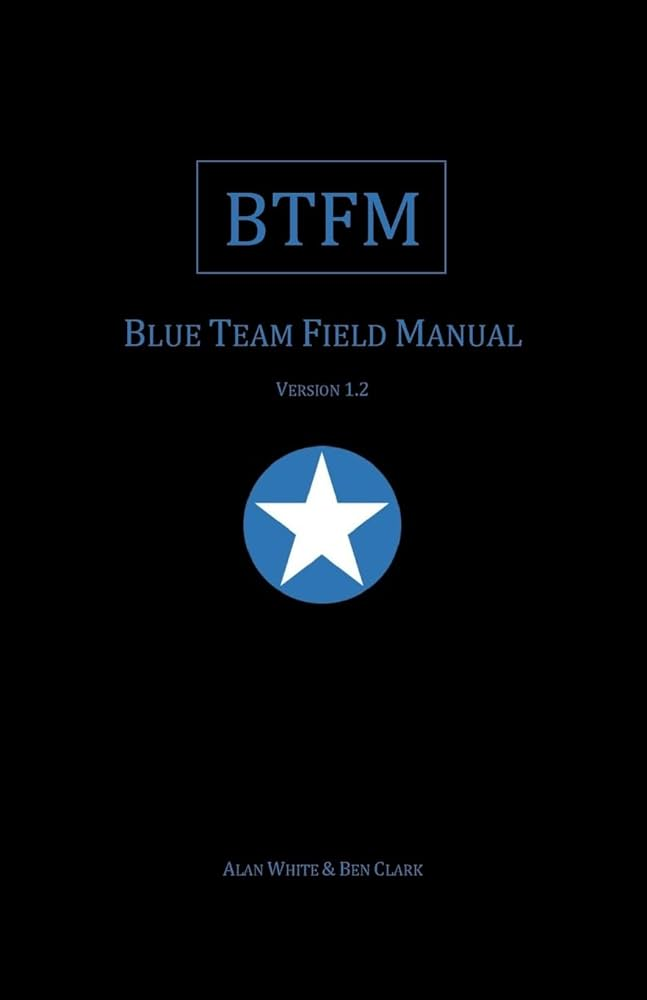 BTFM
BLUE TEAM FIELD MANUAL
VERSION 1.2
ALAN WHITE & BEN CLARK